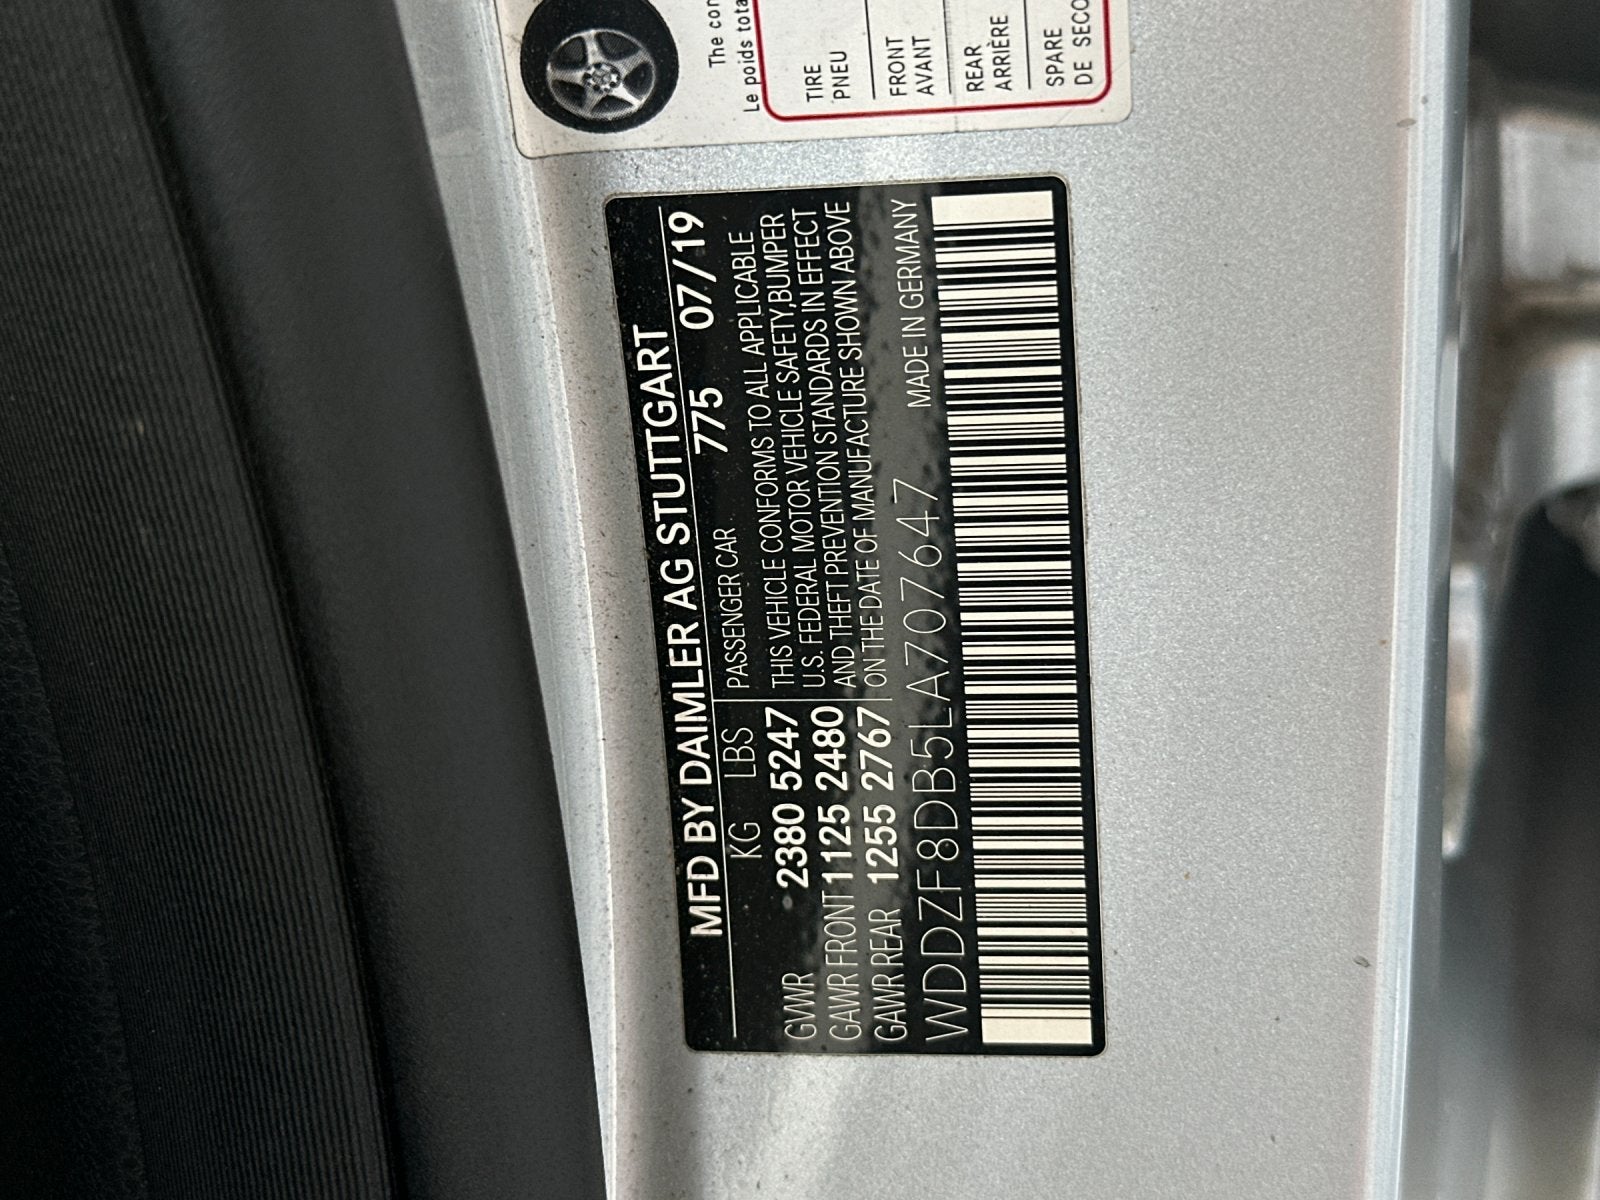 MFD BY DAIMLER AG STUTTGART
KG LBS PASSENGER CAR 775 07/19
GVWR 2380 5247 THIS VEHICLE CONFORMS TO ALL APPLICABLE
GAWR FRONT 1125 2480 U.S. FEDERAL MOTOR VEHICLE SAFETY,BUMPER
GAWR REAR 1255 2767 AND THEFT PREVENTION STANDARDS IN EFFECT
ON THE DATE OF MANUFACTURE SHOWN ABOVE
WDDZF8DB5LA707647 MADE IN GERMANY
The
Le poids
TIRE
PNEU
FRONT
AVANT
REAR
ARRIÈRE
SPARE
DE